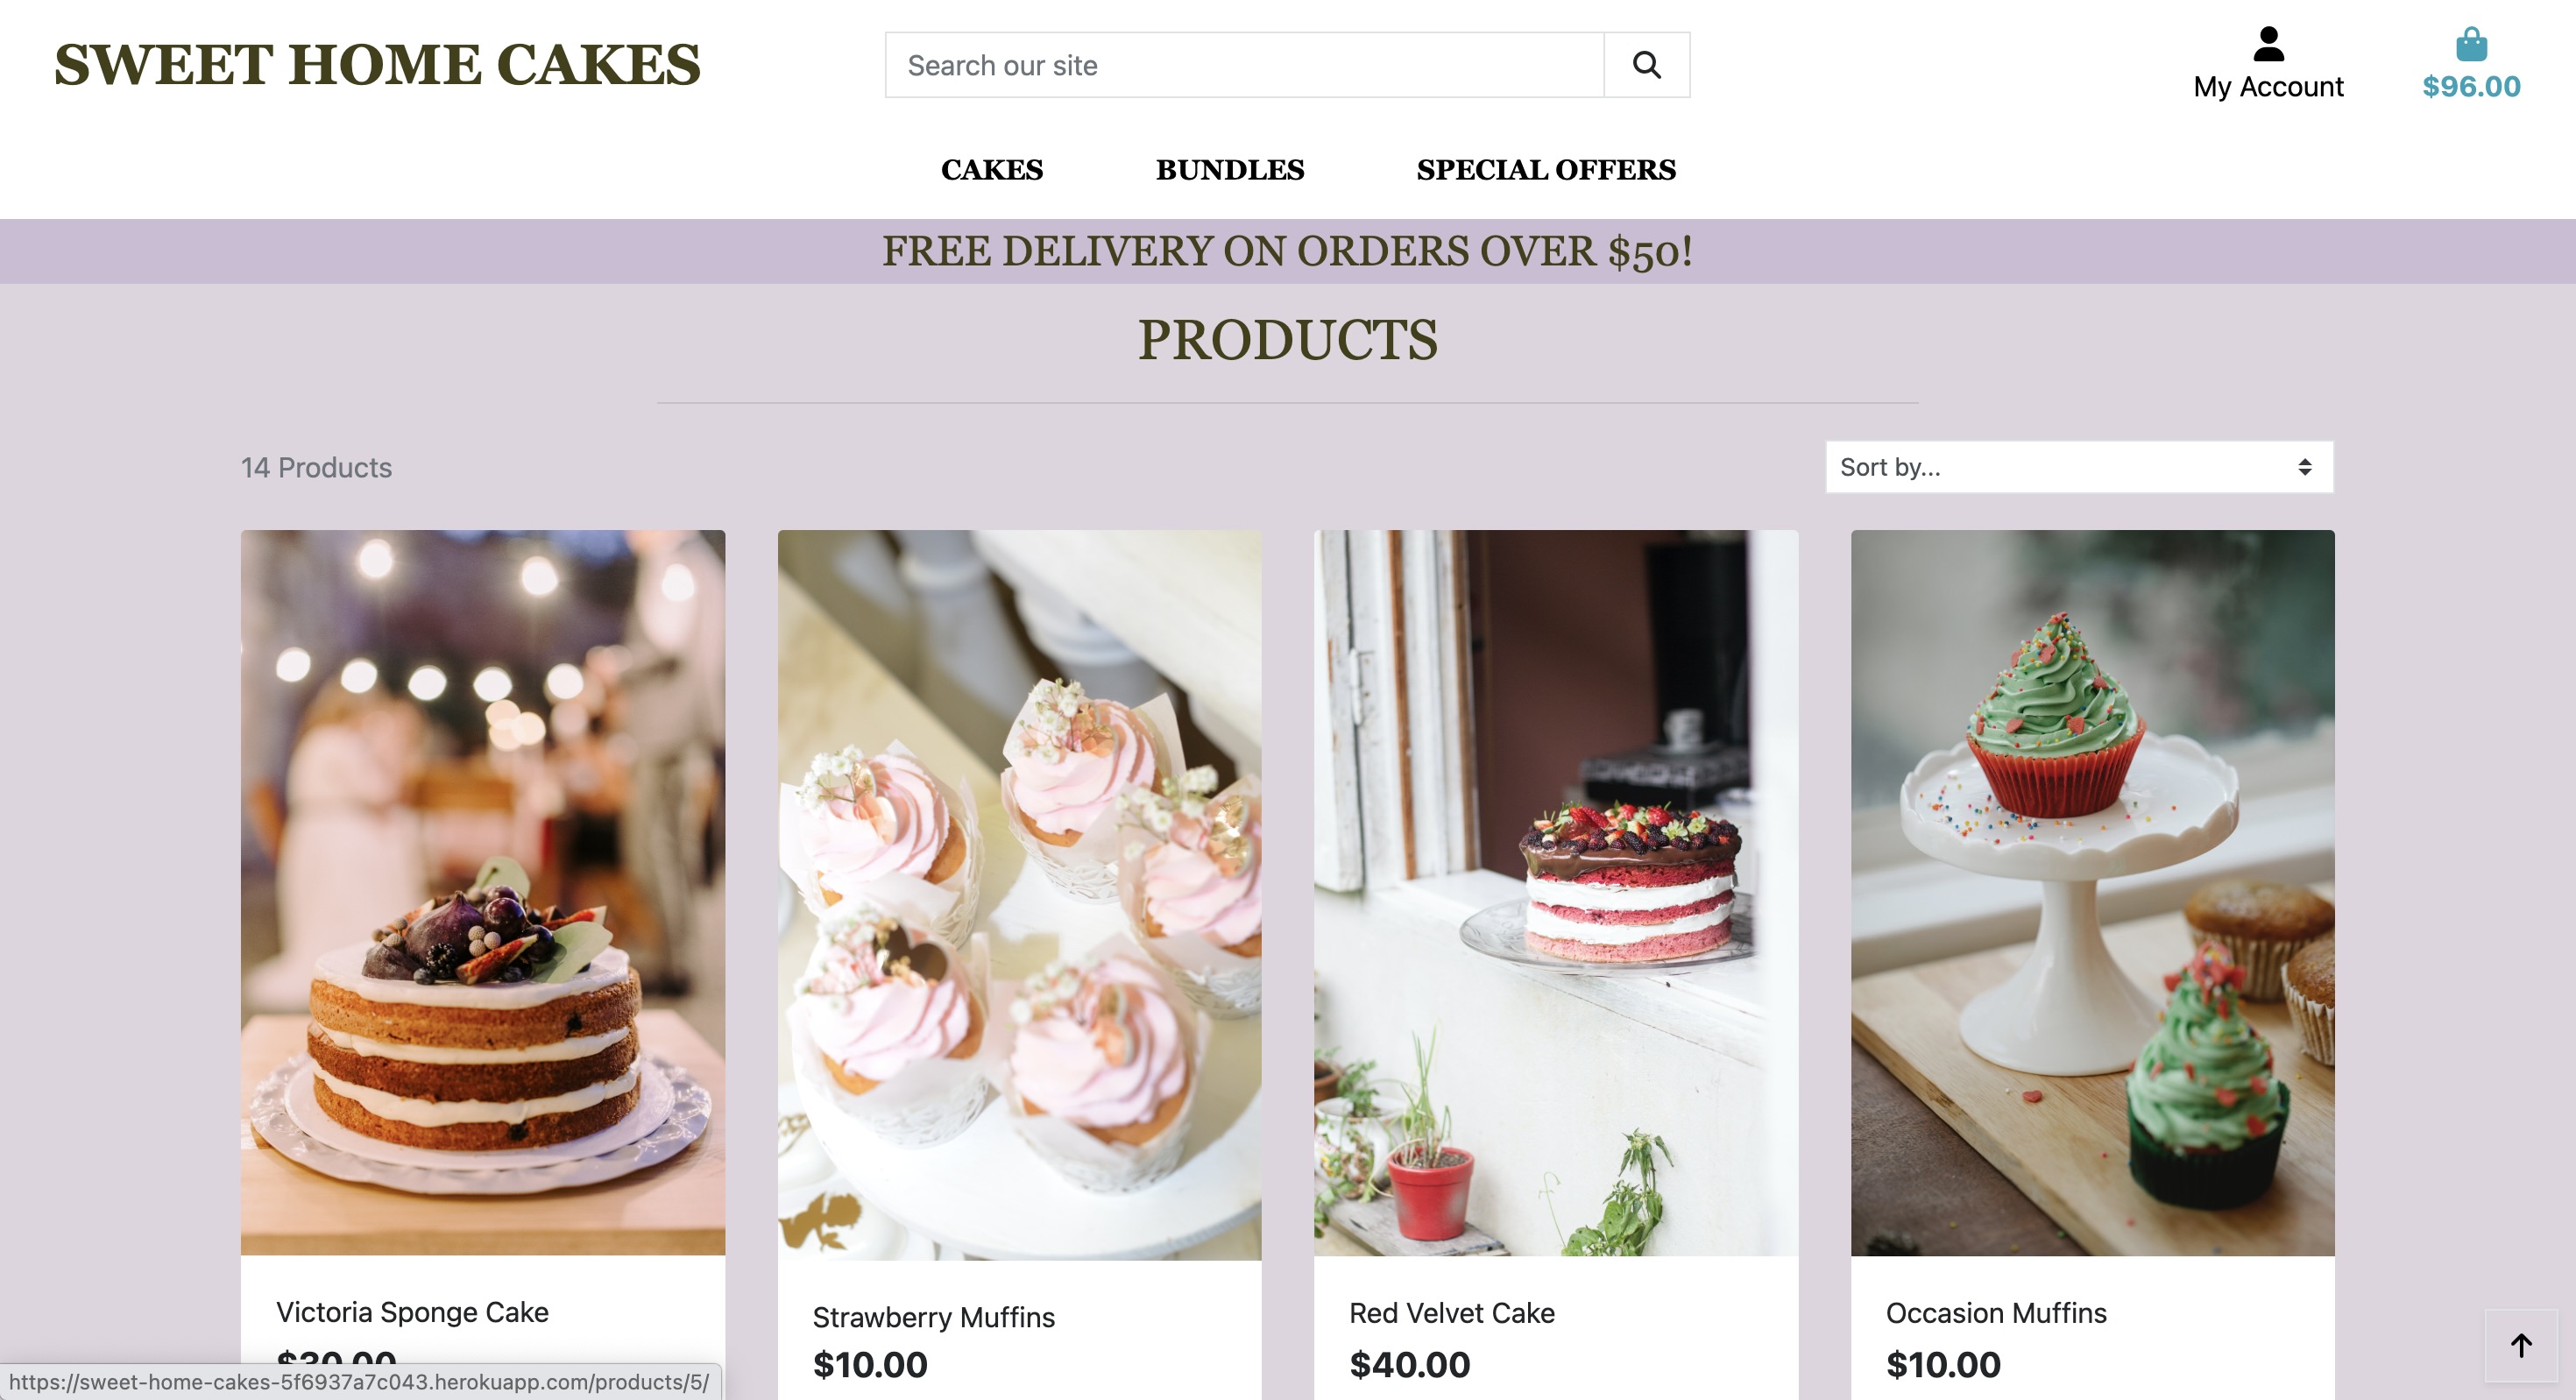 SWEET HOME CAKES
Search our site
My Account
$96.00
CAKES BUNDLES SPECIAL OFFERS
FREE DELIVERY ON ORDERS OVER $50!
PRODUCTS
14 Products
Sort by...
Victoria Sponge Cake
$30.00
Strawberry Muffins
$10.00
Red Velvet Cake
$40.00
Occasion Muffins
$10.00
https://sweet-home-cakes-5f6937a7c043.herokuapp.com/products/5/